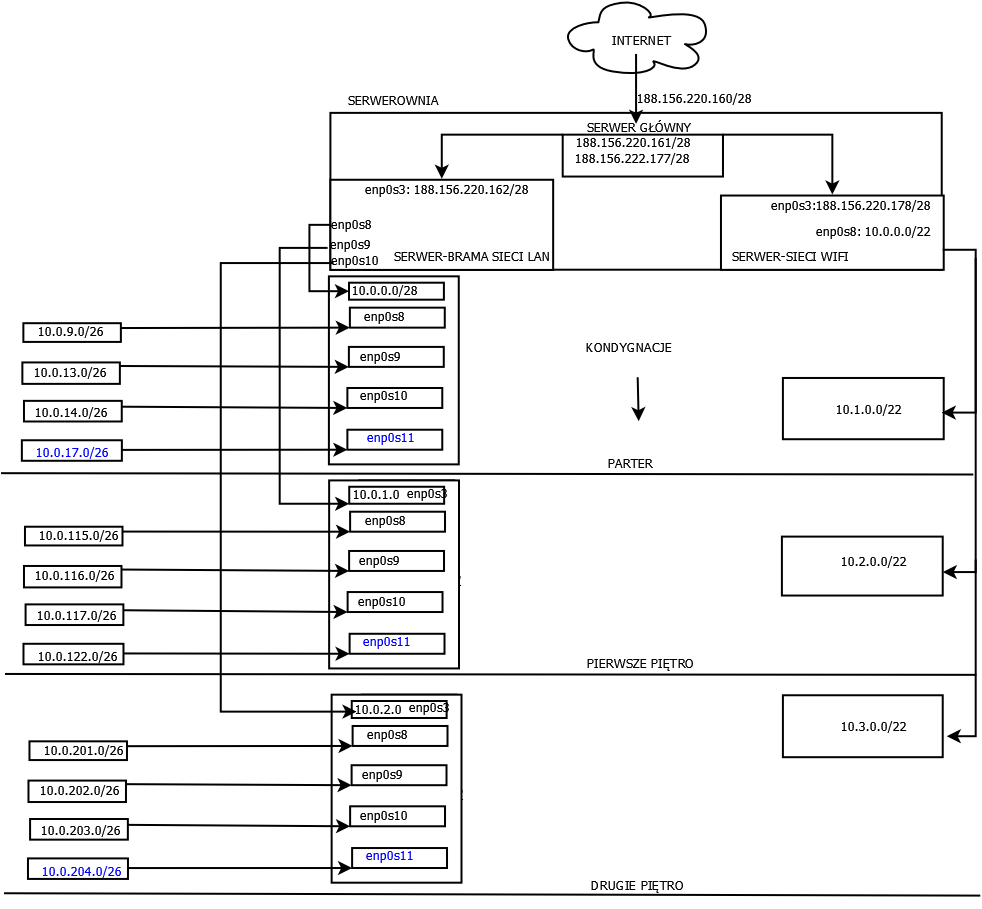 INTERNET
188.156.220.160/28
SERWEROWNIA
SERWER GŁÓWNY
188.156.220.161/28
188.156.222.177/28
enp0s3: 188.156.220.162/28
enp0s8
enp0s9
enp0s10
SERWER-BRAMA SIECI LAN
enp0s3:188.156.220.178/28
enp0s8: 10.0.0.0/22
SERWER-SIECI WIFI
10.0.0.0/28
10.0.9.0/26
enp0s8
10.0.13.0/26
enp0s9
10.0.14.0/26
enp0s10
10.0.17.0/26
enp0s11
KONDYGNACJE
10.1.0.0/22
PARTER
10.0.1.0 enp0s3
10.0.115.0/26
enp0s8
10.0.116.0/26
enp0s9
10.0.117.0/26
enp0s10
10.0.122.0/26
enp0s11
10.2.0.0/22
PIERWSZE PIĘTRO
10.0.2.0 enp0s3
10.0.201.0/26
enp0s8
10.0.202.0/26
enp0s9
10.0.203.0/26
enp0s10
10.0.204.0/26
enp0s11
10.3.0.0/22
DRUGIE PIĘTRO